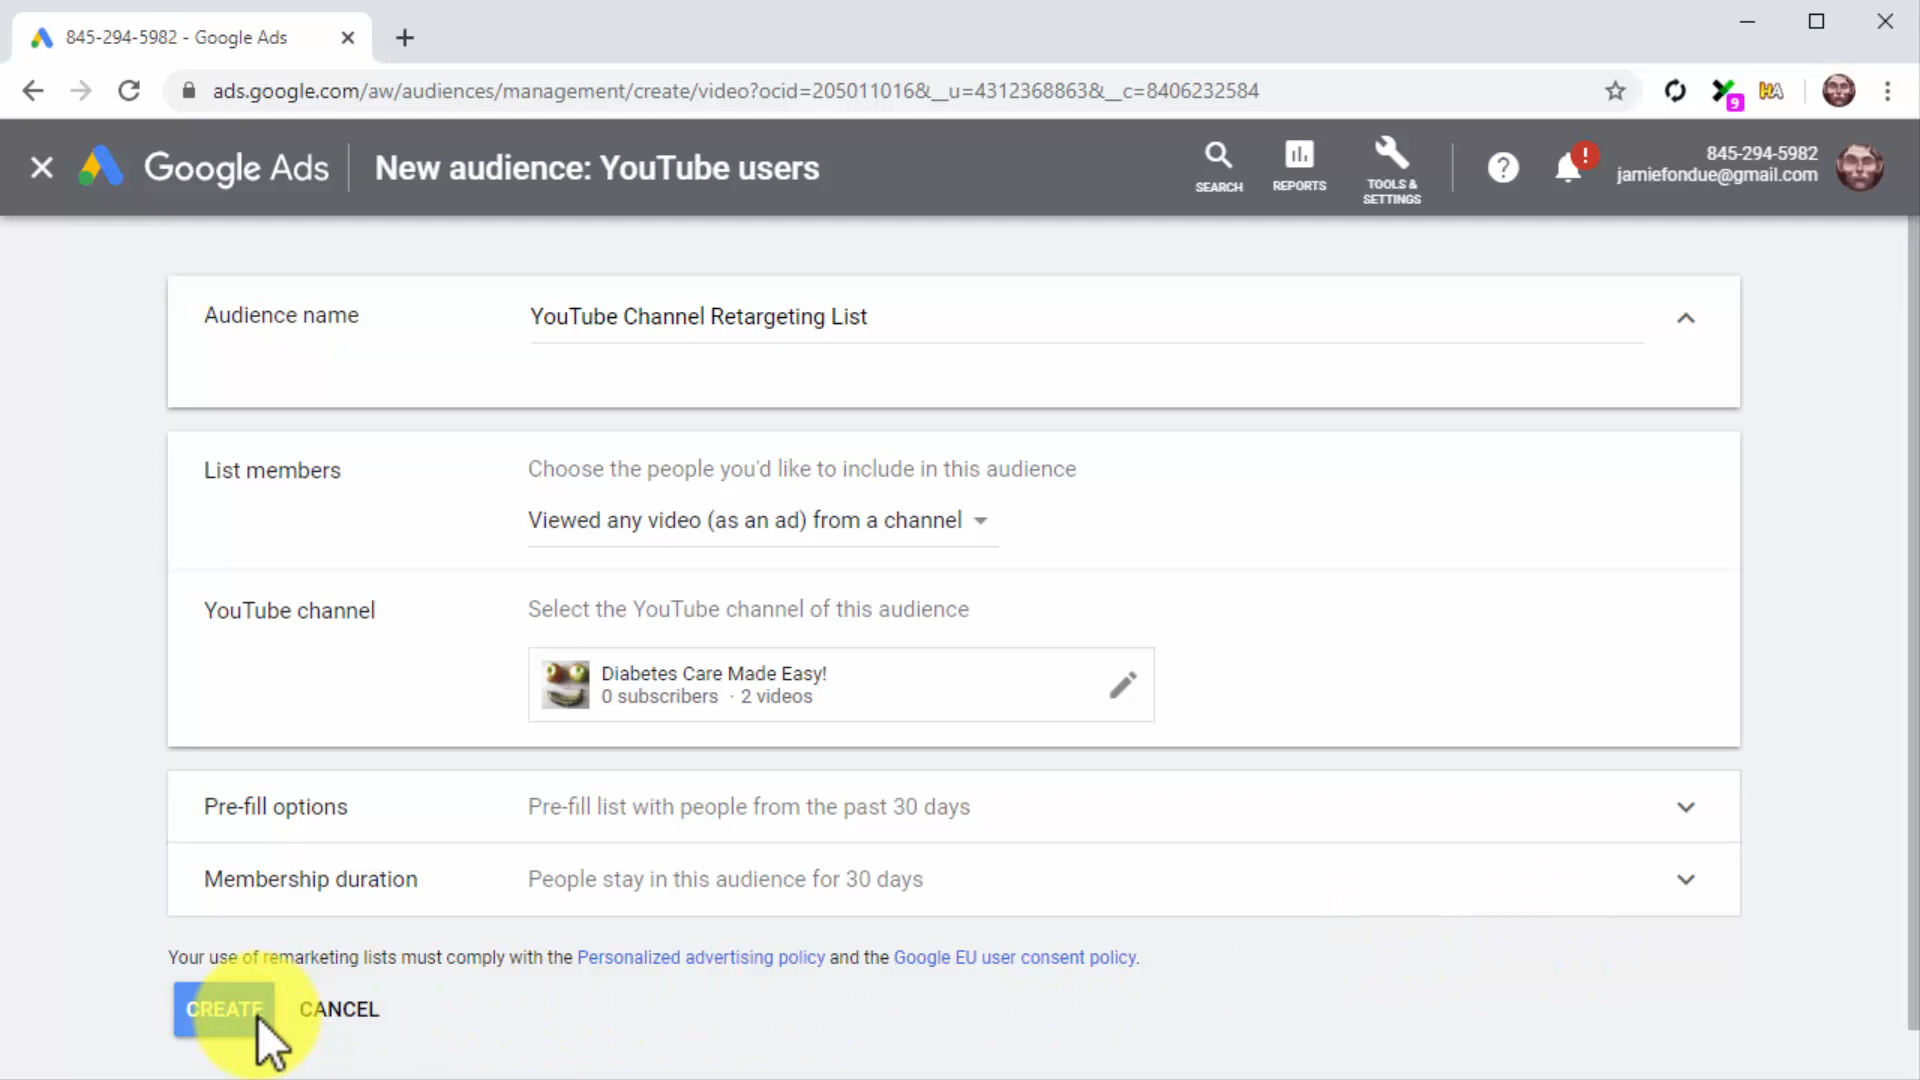 845-294-5982 - Google Ads
ads.google.com/aw/audiences/management/create/video?ocid=205011016&__u=4312368863&__c=8406232584
9
HA
Google Ads
New audience: YouTube users
SEARCH
REPORTS
TOOLS &
SETTINGS
?
!
845-294-5982
jamiefondue@gmail.com
Audience name
YouTube Channel Retargeting List
List members
Choose the people you'd like to include in this audience
Viewed any video (as an ad) from a channel
YouTube channel
Select the YouTube channel of this audience
Diabetes Care Made Easy!
0 subscribers · 2 videos
Pre-fill options
Pre-fill list with people from the past 30 days
Membership duration
People stay in this audience for 30 days
Your use of remarketing lists must comply with the Personalized advertising policy and the Google EU user consent policy.
CREATE
CANCEL